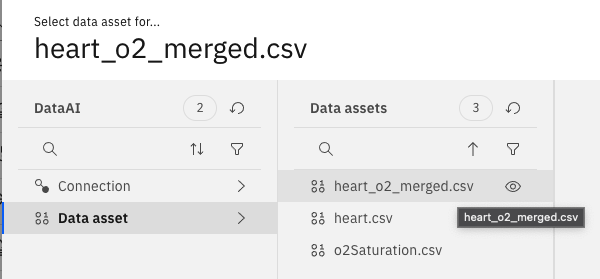 Select data asset for...
heart_o2_merged.csv
DataAI
2
Data assets
3
Connection
Data asset
heart_o2_merged.csv
heart.csv
heart_o2_merged.csv
o2Saturation.csv